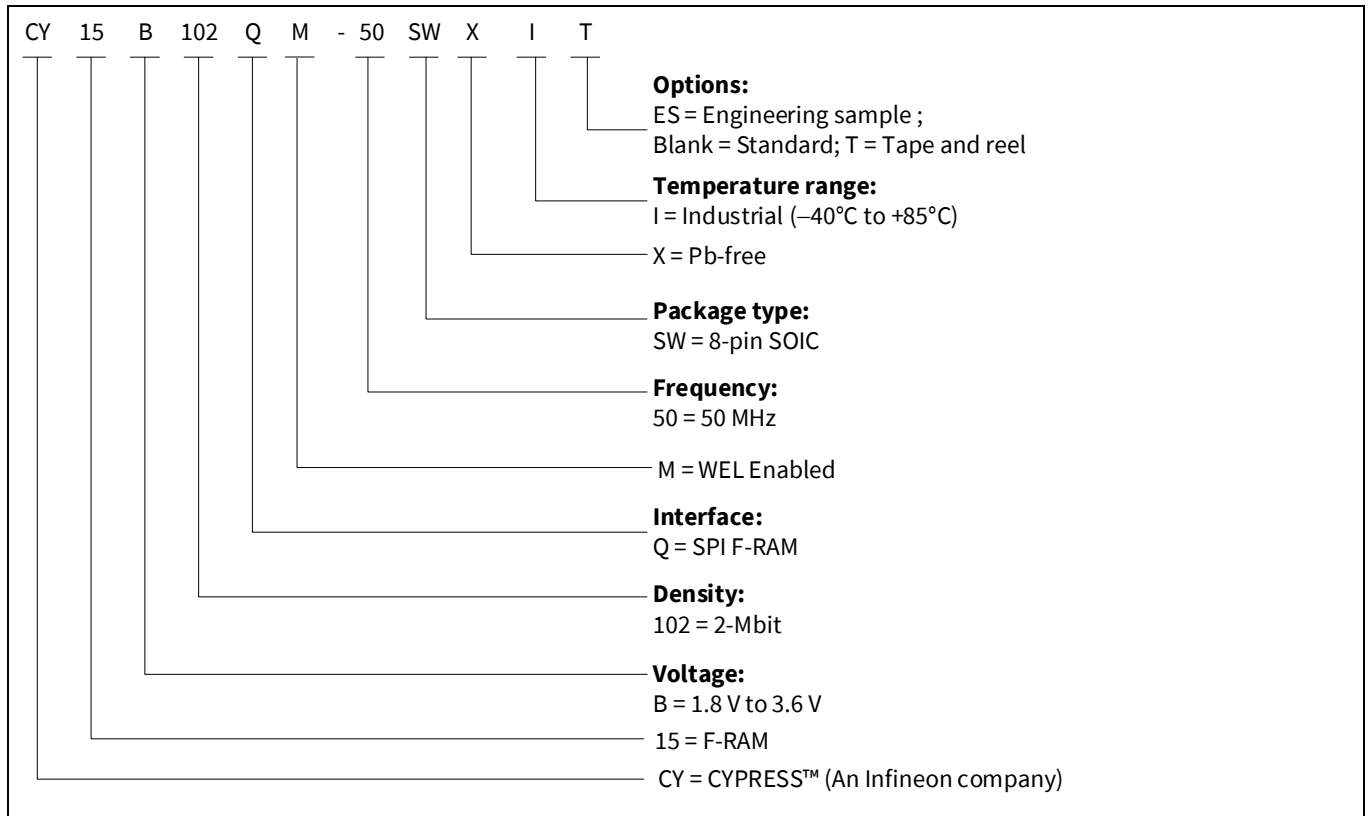 CY 15 B 102 Q M - 50 SW X I T
Options:
ES = Engineering sample ;
Blank = Standard; T = Tape and reel
Temperature range:
I = Industrial (–40°C to +85°C)
X = Pb-free
Package type:
SW = 8-pin SOIC
Frequency:
50 = 50 MHz
M = WEL Enabled
Interface:
Q = SPI F-RAM
Density:
102 = 2-Mbit
Voltage:
B = 1.8 V to 3.6 V
15 = F-RAM
CY = CYPRESS™ (An Infineon company)